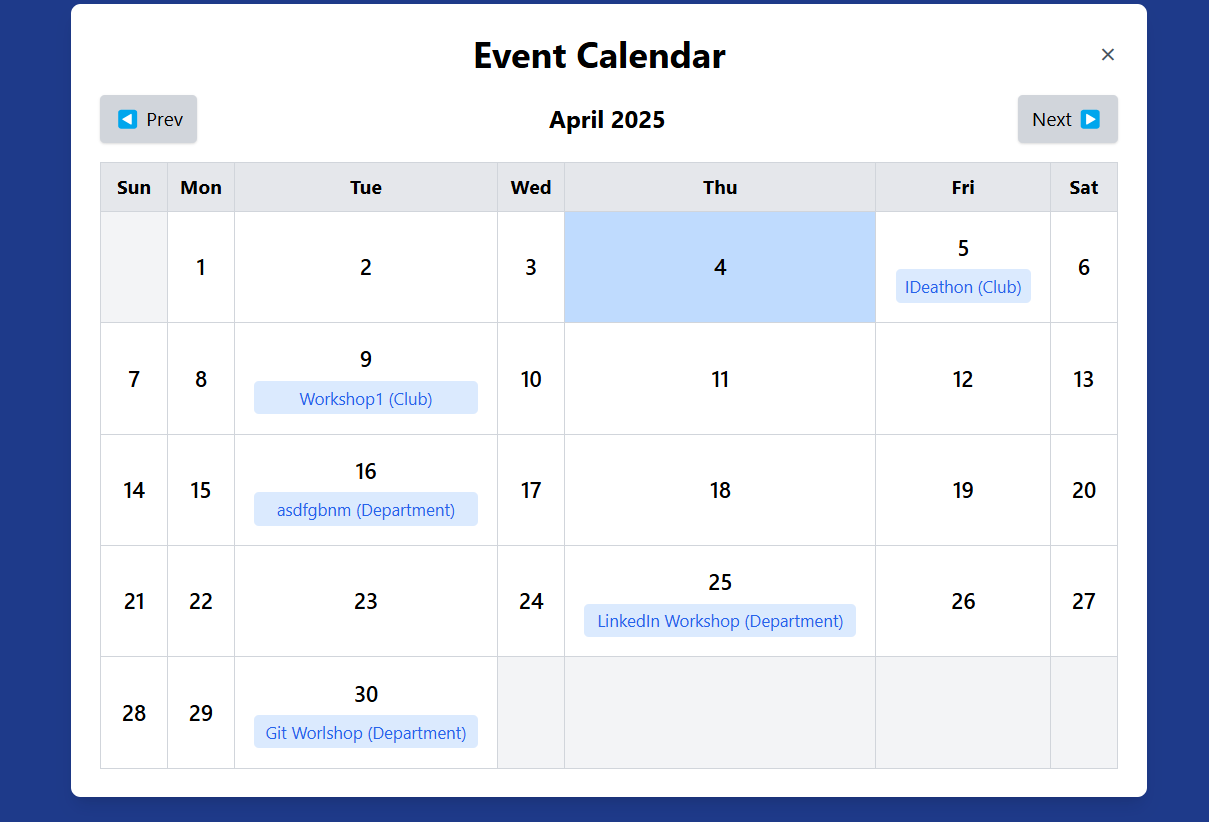 Event Calendar
×
◀ Prev
April 2025
Next ▶
Sun Mon Tue Wed Thu Fri Sat
1 2 3 4 5 6
IDeathon (Club)
7 8 9 10 11 12 13
Workshop1 (Club)
14 15 16 17 18 19 20
asdfgbnm (Department)
21 22 23 24 25 26 27
LinkedIn Workshop (Department)
28 29 30
Git Worlshop (Department)